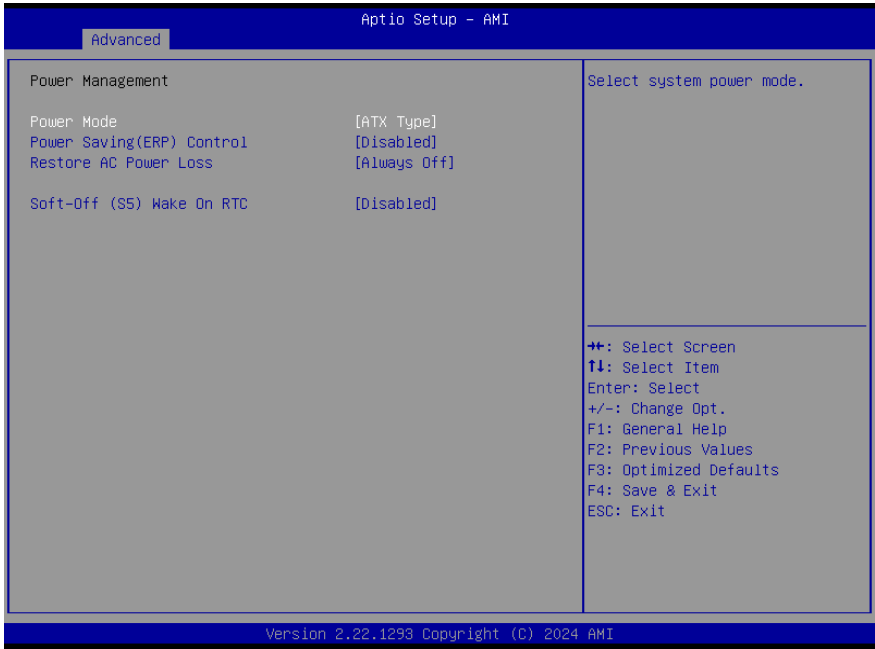 Aptio Setup – AMI
Advanced
Power Management
Power Mode [ATX Type]
Power Saving(ERP) Control [Disabled]
Restore AC Power Loss [Always Off]
Soft-Off (S5) Wake On RTC [Disabled]
Select system power mode.
→←: Select Screen
↑↓: Select Item
Enter: Select
+/-: Change Opt.
F1: General Help
F2: Previous Values
F3: Optimized Defaults
F4: Save & Exit
ESC: Exit
Version 2.22.1293 Copyright (C) 2024 AMI